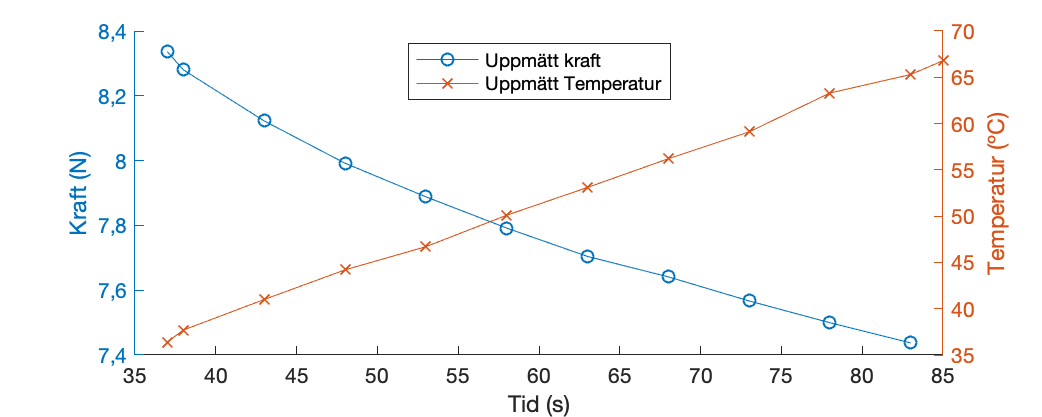 8,4
8,2
8
7,8
7,6
7,4
Kraft (N)
Uppmätt kraft
Uppmätt Temperatur
70
65
60
55
50
45
40
35
Temperatur (ºC)
35 40 45 50 55 60 65 70 75 80 85
Tid (s)